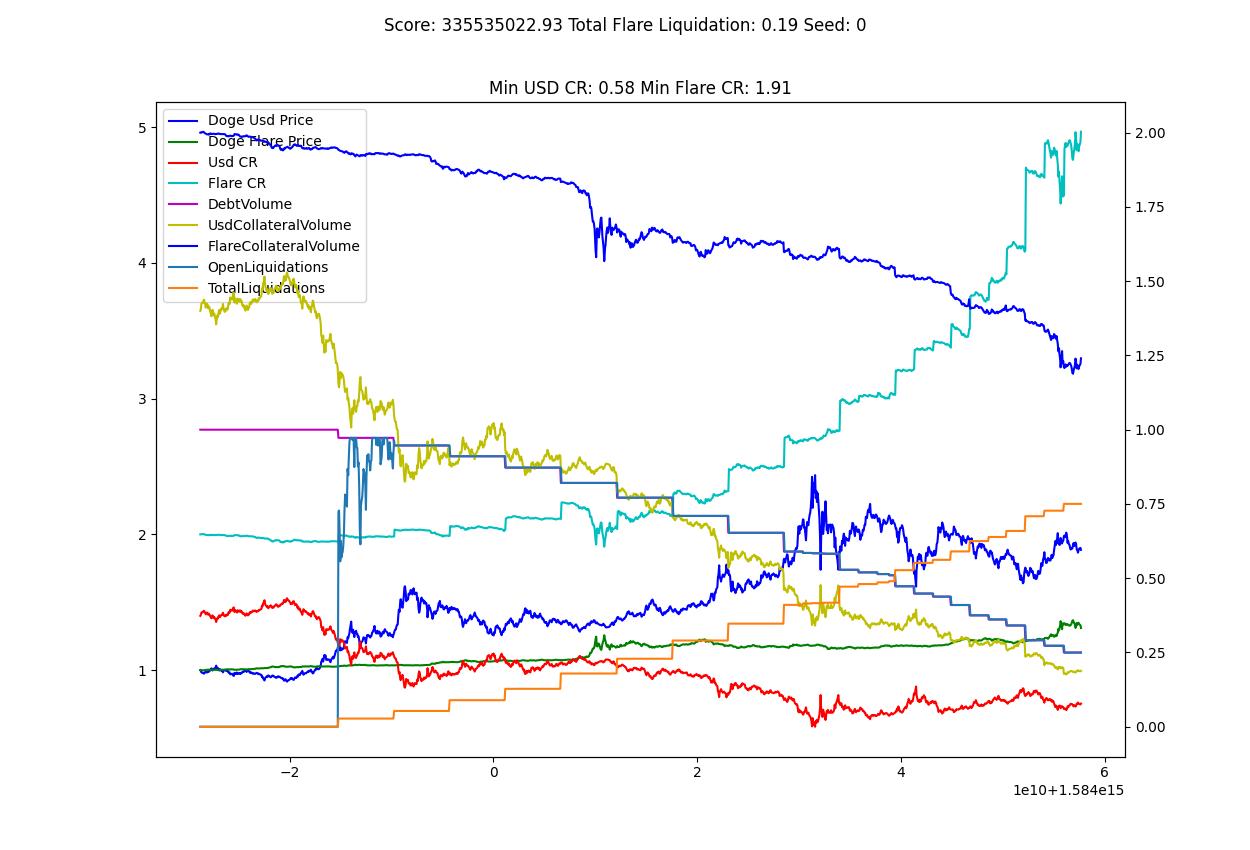 Score: 335535022.93 Total Flare Liquidation: 0.19 Seed: 0
Min USD CR: 0.58 Min Flare CR: 1.91
Doge Usd Price
Doge Flare Price
Usd CR
Flare CR
DebtVolume
UsdCollateralVolume
FlareCollateralVolume
OpenLiquidations
TotalLiquidations
5
4
3
2
1
2.00
1.75
1.50
1.25
1.00
0.75
0.50
0.25
0.00
−2 0 2 4 6
1e10+1.584e15